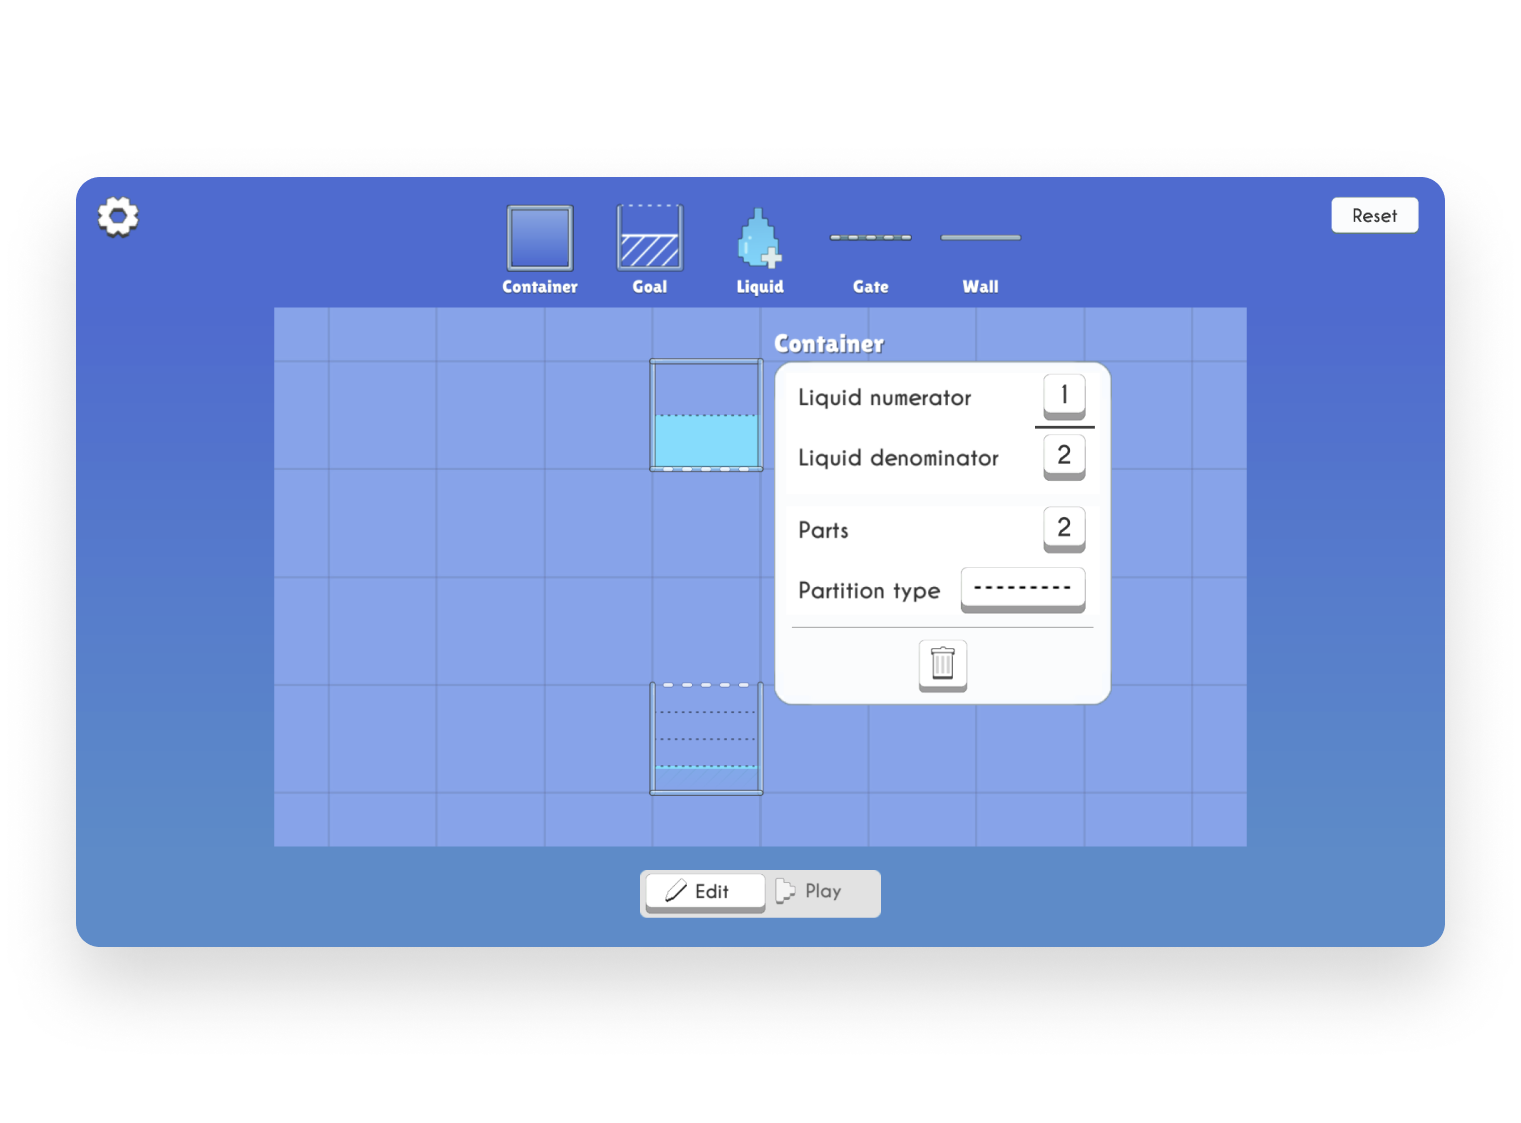 Reset
Container Goal Liquid Gate Wall
Container
Liquid numerator 1
Liquid denominator 2
Parts 2
Partition type
Edit Play